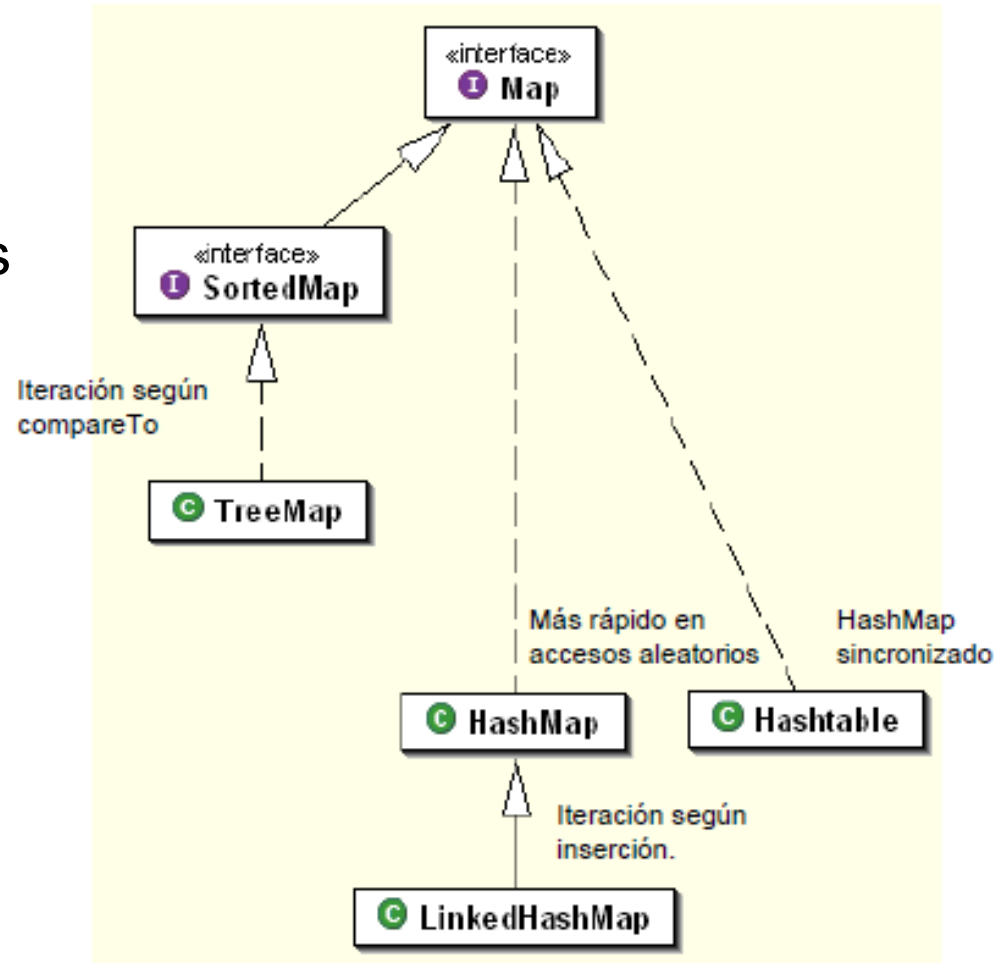 «interface»
I Map
s
«interface»
I SortedMap
Iteración según
compareTo
C TreeMap
Más rápido en
accesos aleatorios
HashMap
sincronizado
C HashMap
C Hashtable
Iteración según
inserción.
C LinkedHashMap